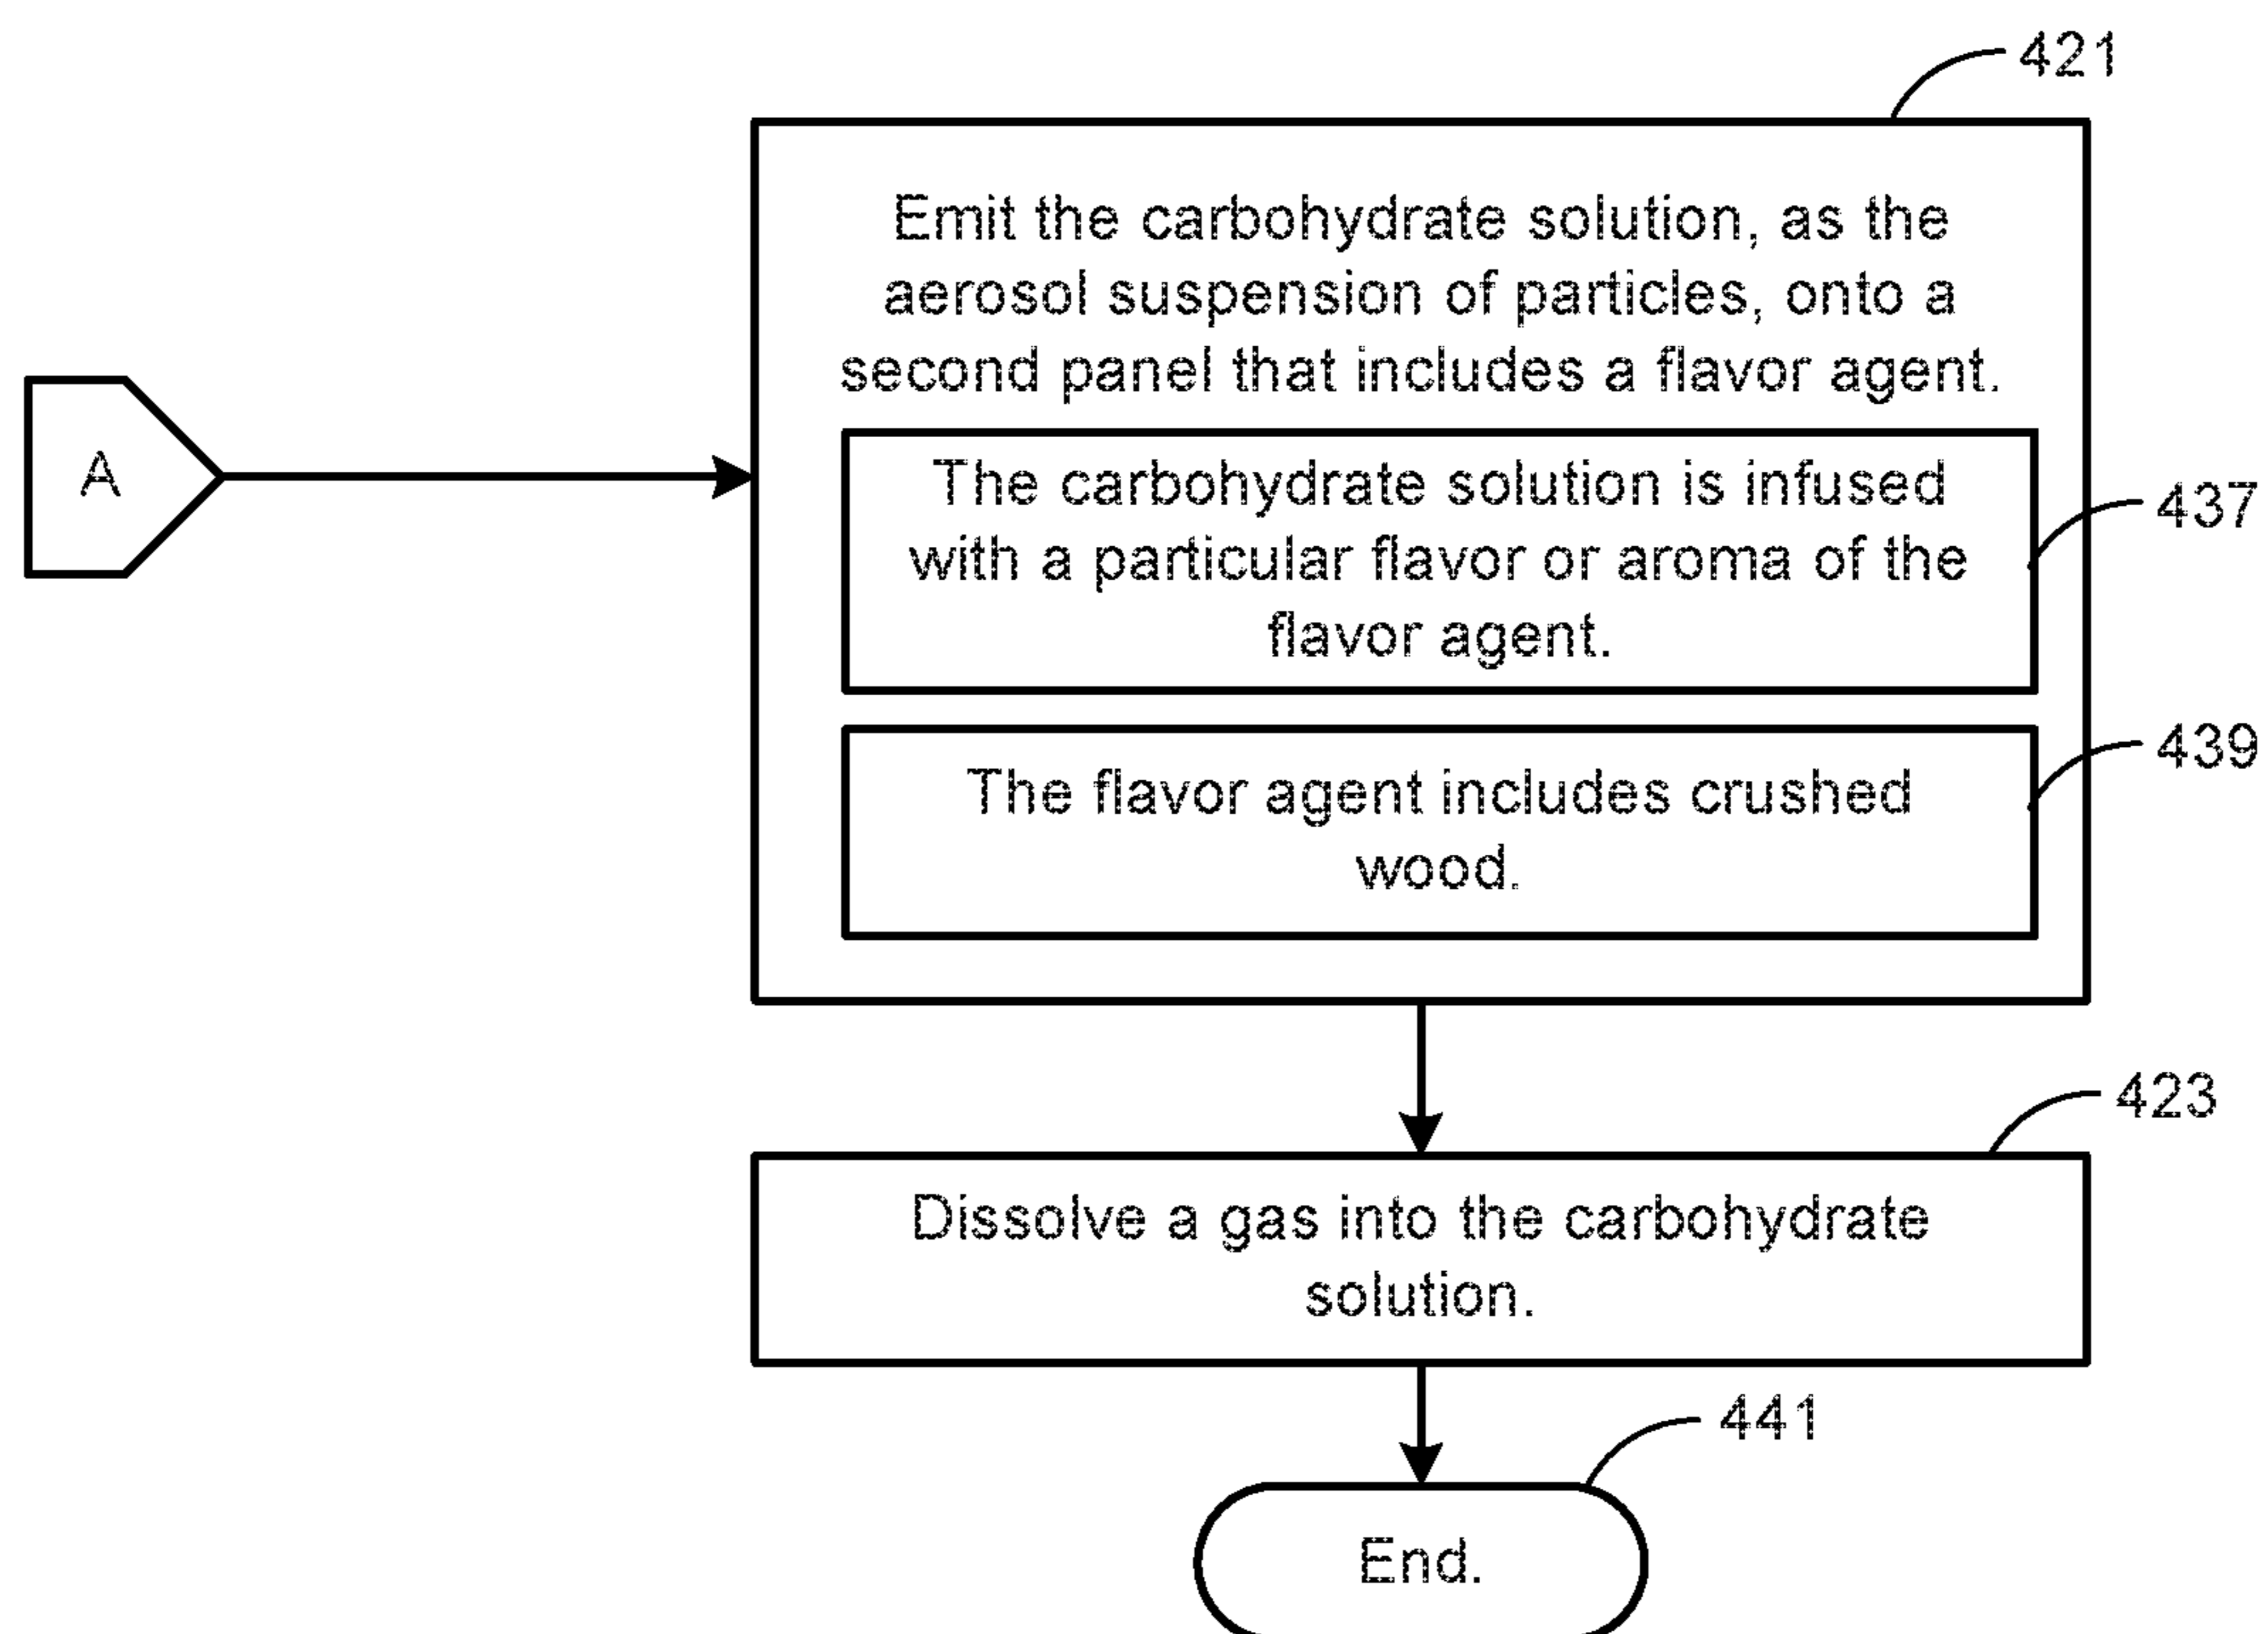 421
Emit the carbohydrate solution, as the
aerosol suspension of particles, onto a
second panel that includes a flavor agent.
A
The carbohydrate solution is infused
with a particular flavor or aroma of the
flavor agent.
437
The flavor agent includes crushed
wood.
439
423
Dissolve a gas into the carbohydrate
solution.
441
End.